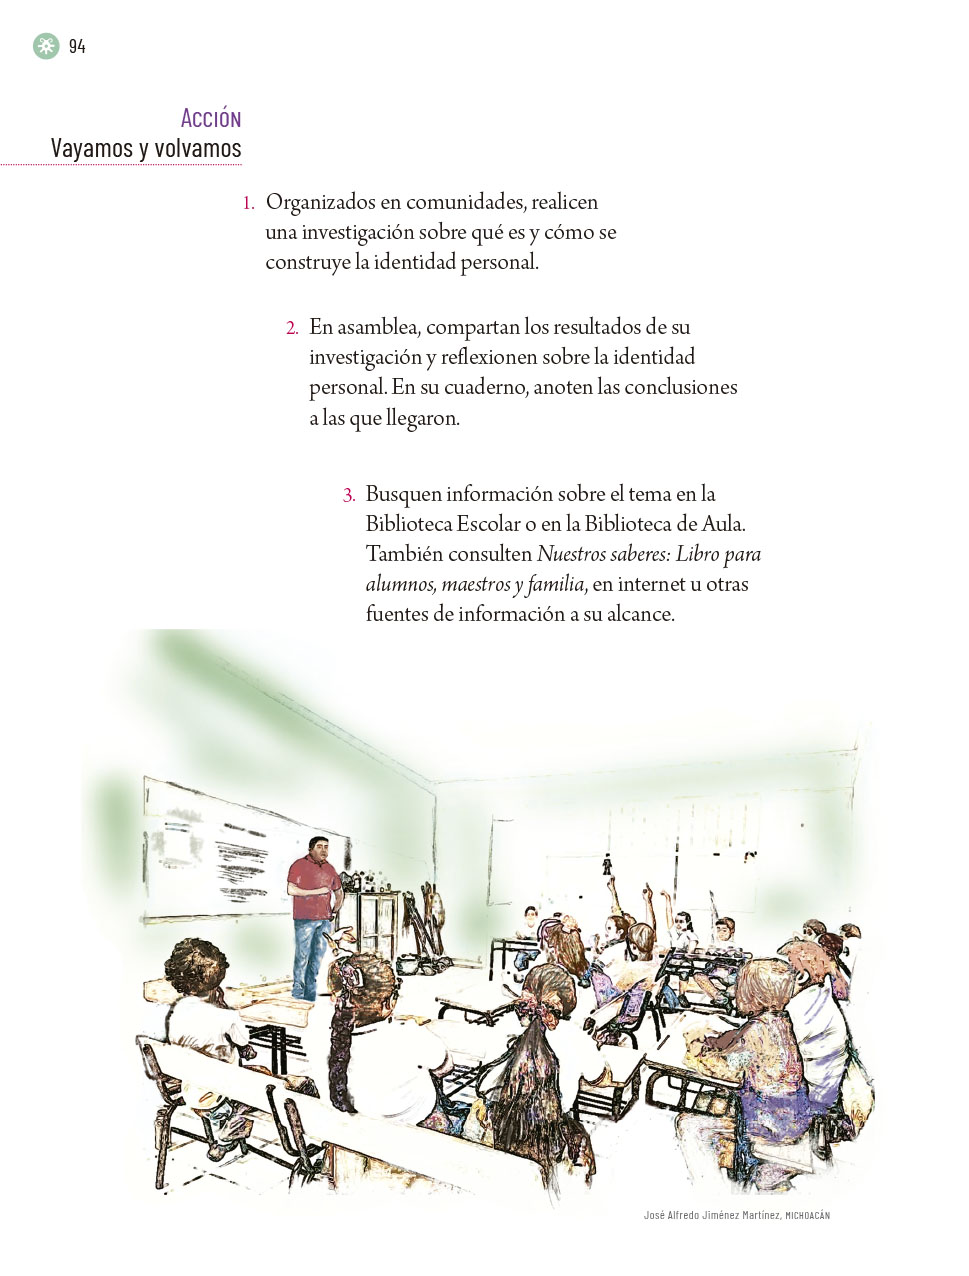 94
Acción
Vayamos y volvamos
1. Organizados en comunidades, realicen
una investigación sobre qué es y cómo se
construye la identidad personal.
2. En asamblea, compartan los resultados de su
investigación y reflexionen sobre la identidad
personal. En su cuaderno, anoten las conclusiones
a las que llegaron.
3. Busquen información sobre el tema en la
Biblioteca Escolar o en la Biblioteca de Aula.
También consulten Nuestros saberes: Libro para
alumnos, maestros y familia, en internet u otras
fuentes de información a su alcance.
José Alfredo Jiménez Martínez, MICHOACÁN